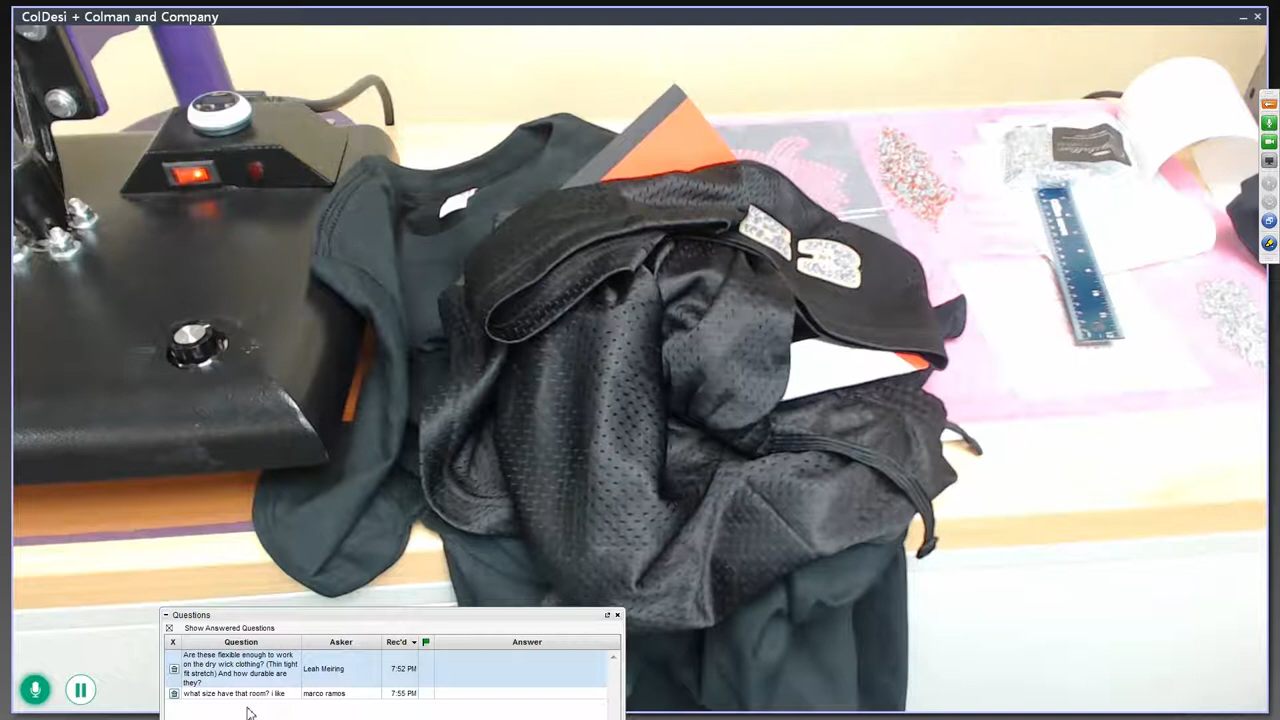 ColDesi + Colman and Company
Questions
Show Answered Questions
X Question Asker Rec'd Answer
Are these flexible enough to work
on the dry wick clothing? (Thin tight
fit stretch) And how durable are
they?
Leah Meiring 7:52 PM
what size have that room? i like marco ramos 7:55 PM